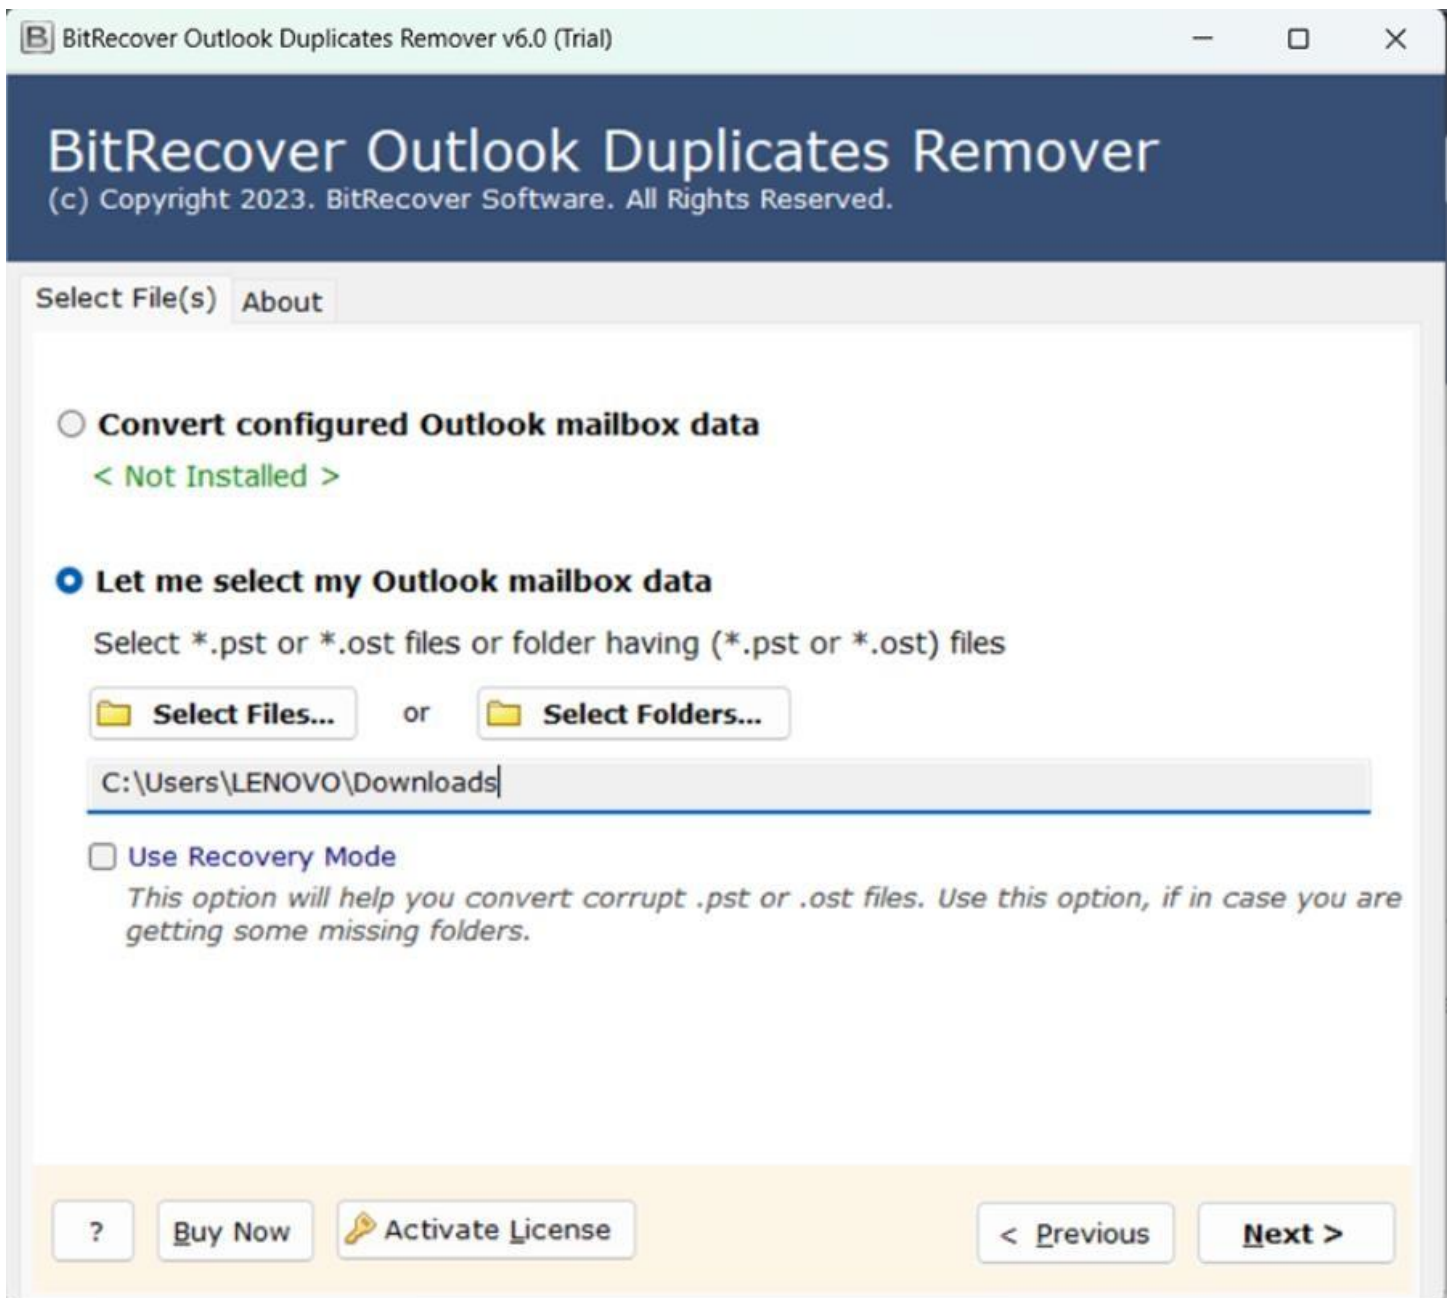 BitRecover Outlook Duplicates Remover v6.0 (Trial)
BitRecover Outlook Duplicates Remover
(c) Copyright 2023. BitRecover Software. All Rights Reserved.
Select File(s) About
Convert configured Outlook mailbox data
< Not Installed >
Let me select my Outlook mailbox data
Select *.pst or *.ost files or folder having (*.pst or *.ost) files
Select Files... or Select Folders...
C:\Users\LENOVO\Downloads
Use Recovery Mode
This option will help you convert corrupt .pst or .ost files. Use this option, if in case you are
getting some missing folders.
? Buy Now Activate License < Previous Next >